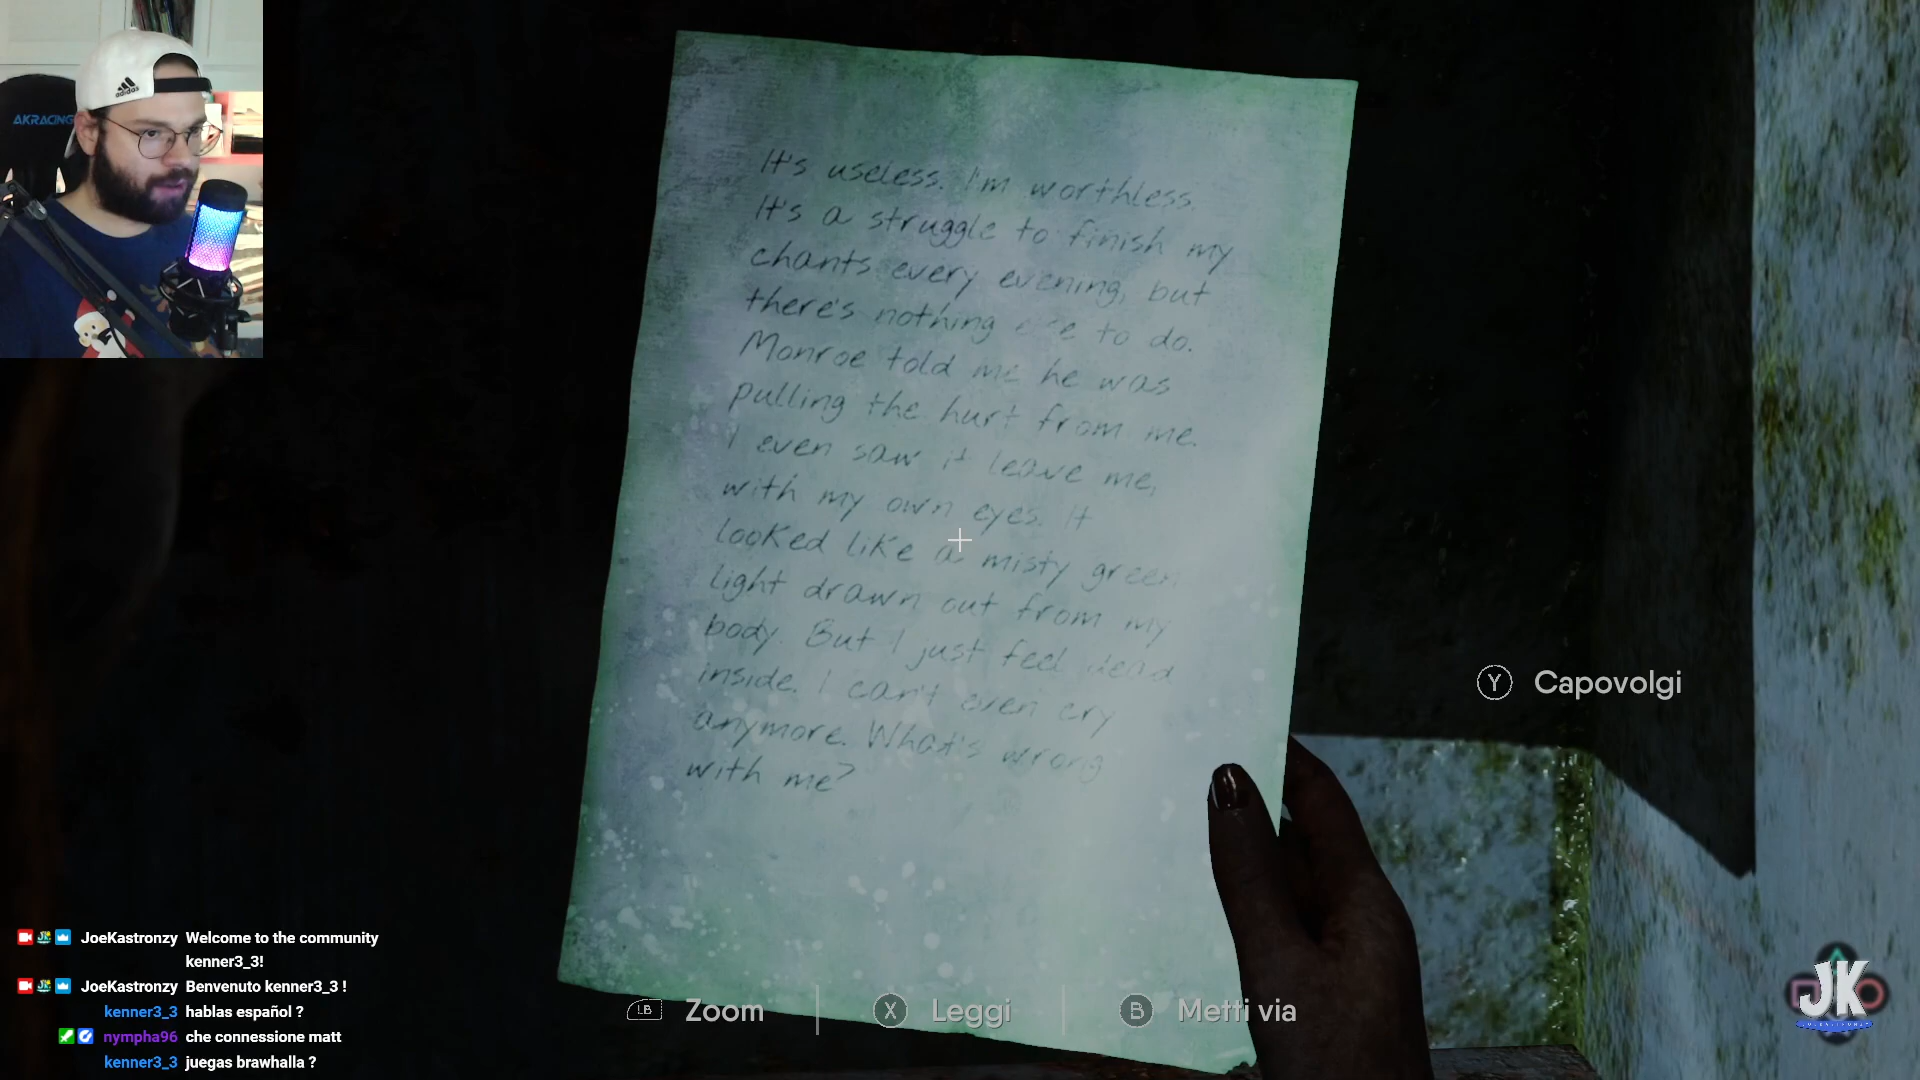 adidas
AKRACING
It's useless. I'm worthless.
It's a struggle to finish my
chants every evening, but
there's nothing to do.
Monroe told me he was
pulling the hurt from me.
I even saw it leave me,
with my own eyes. It
looked like a misty green
light drawn out from my
body. But I just feel dead
inside. I can't even cry
anymore. What's wrong
with me?
Y Capovolgi
LB Zoom X Leggi B Metti via
JoeKastronzy Welcome to the community
kenner3_3!
JoeKastronzy Benvenuto kenner3_3 !
kenner3_3 hablas español ?
nympha96 che connessione matt
kenner3_3 juegas brawhalla ?
JK